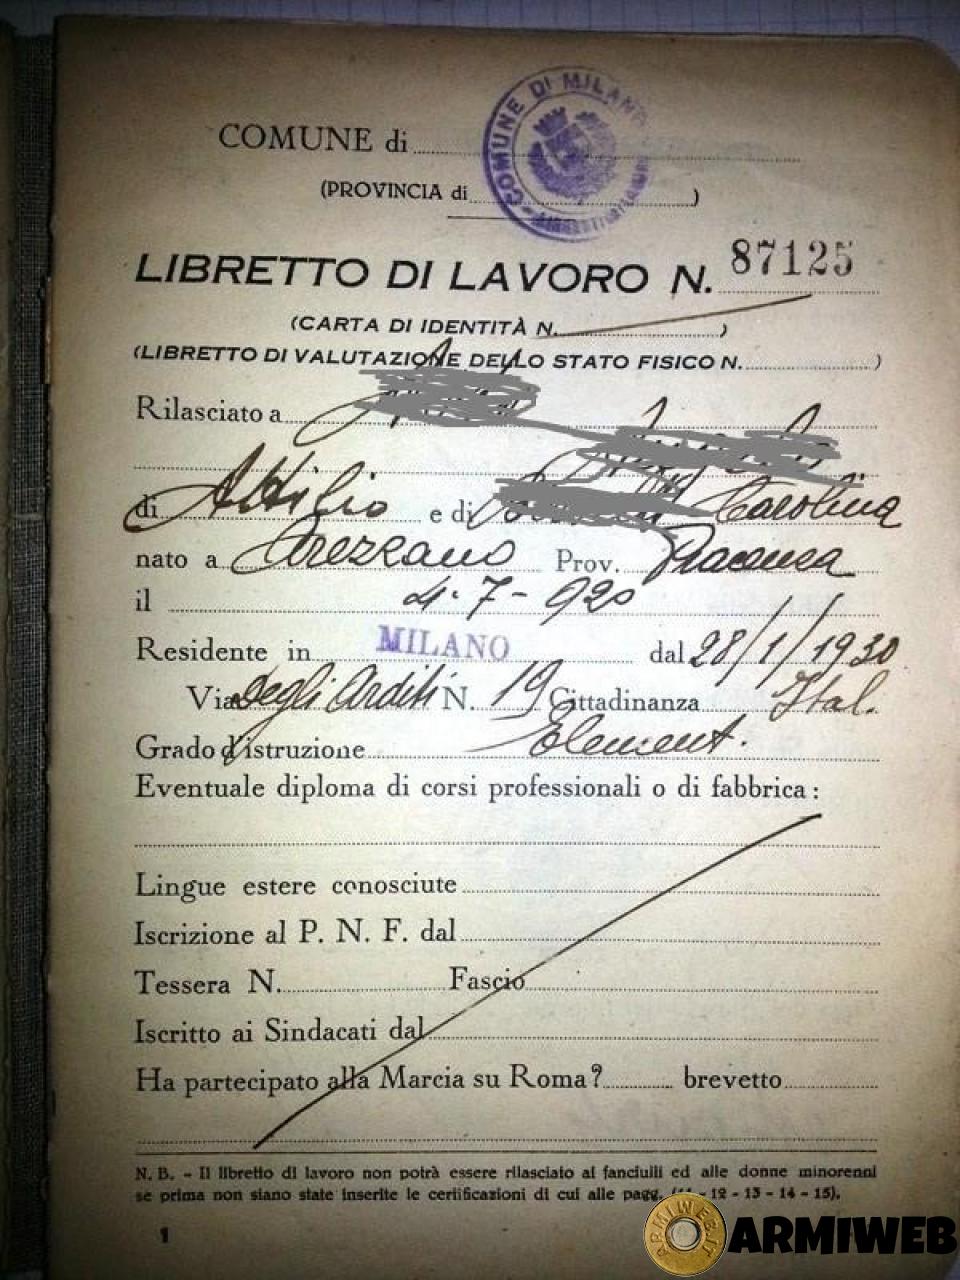 COMUNE DI MILANO
COMUNE di
(PROVINCIA di )
LIBRETTO DI LAVORO N. 87125
(CARTA DI IDENTITÀ N. )
(LIBRETTO DI VALUTAZIONE DELLO STATO FISICO N. )
Rilasciato a
di Attilio e di Carolina
nato a Prov. Piacenza
il 4-7-920
Residente in MILANO dal 28/1/1930
Via degli Arditi N. 19 Cittadinanza Ital.
Grado d'istruzione Element.
Eventuale diploma di corsi professionali o di fabbrica :
Lingue estere conosciute
Iscrizione al P. N. F. dal
Tessera N. Fascio
Iscritto ai Sindacati dal
Ha partecipato alla Marcia su Roma? brevetto
N. B. - Il libretto di lavoro non potrà essere rilasciato ai fanciulli ed alle donne minorenni
se prima non siano state inserite le certificazioni di cui alle pagg. (11 - 12 - 13 - 14 - 15).
1
ARMIWEB.IT
ARMIWEB